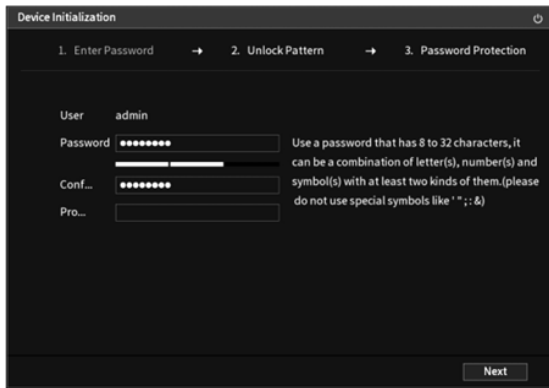 Device Initialization
1. Enter Password → 2. Unlock Pattern → 3. Password Protection
User admin
Password ●●●●●●●●
Use a password that has 8 to 32 characters, it
can be a combination of letter(s), number(s) and
symbol(s) with at least two kinds of them.(please
do not use special symbols like ' " ; : &)
Conf... ●●●●●●●●
Pro...
Next